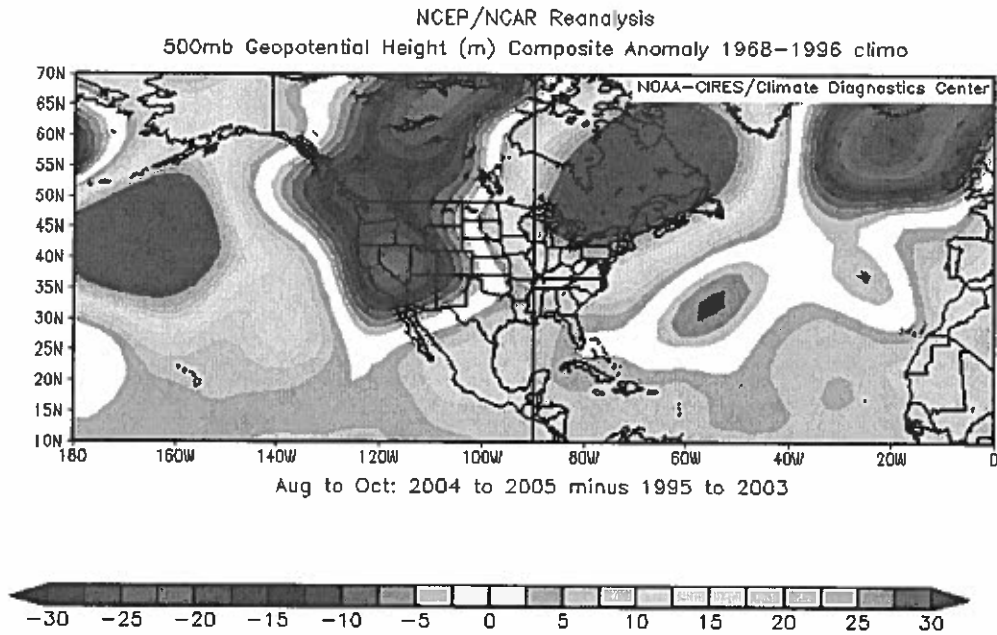 NCEP/NCAR Reanalysis
500mb Geopotential Height (m) Composite Anomaly 1968–1996 climo
NOAA–CIRES/Climate Diagnostics Center
70N
65N
60N
55N
50N
45N
40N
35N
30N
25N
20N
15N
10N
180 160W 140W 120W 100W 80W 60W 40W 20W 0
Aug to Oct: 2004 to 2005 minus 1995 to 2003
−30 −25 −20 −15 −10 −5 0 5 10 15 20 25 30